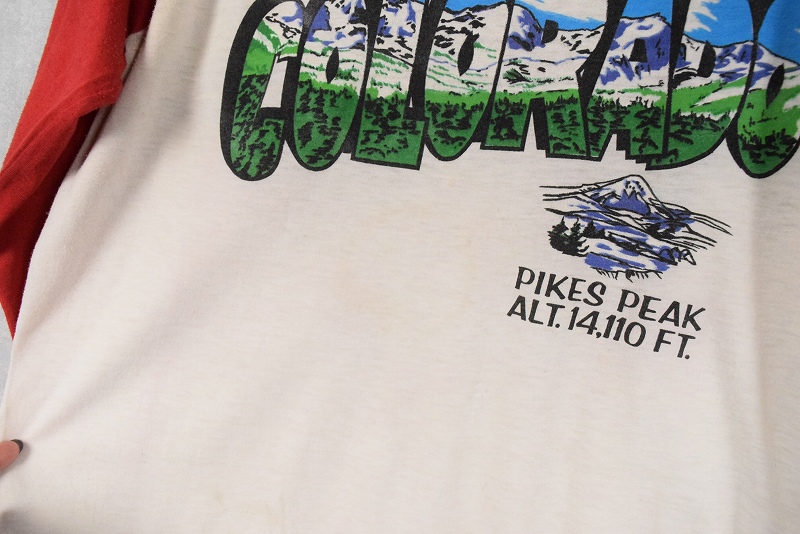 COLORADO
PIKES PEAK
ALT. 14,110 FT.